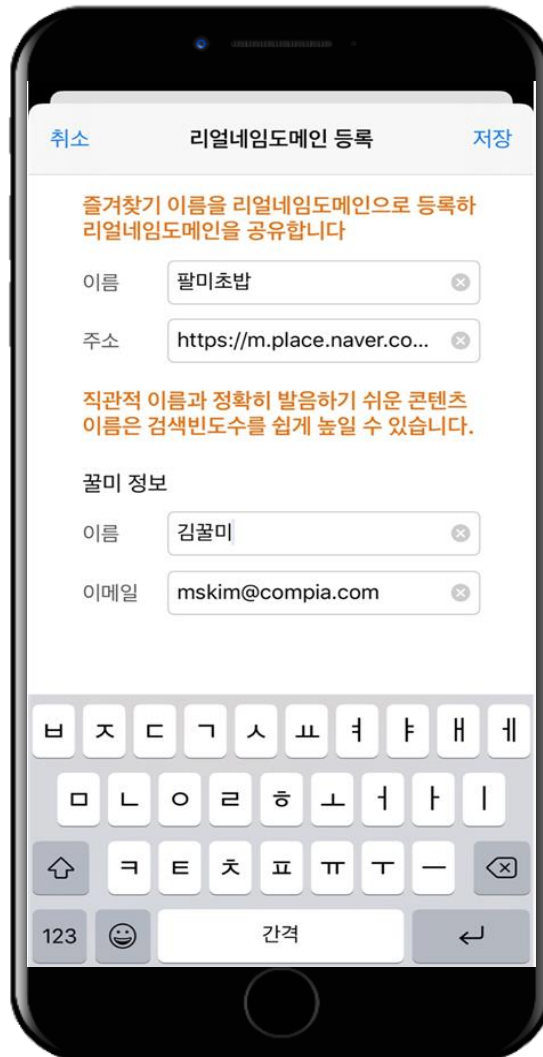 취소 리얼네임도메인 등록 저장
즐겨찾기 이름을 리얼네임도메인으로 등록하
리얼네임도메인을 공유합니다
이름 팔미초밥
주소 https://m.place.naver.co...
직관적 이름과 정확히 발음하기 쉬운 콘텐츠
이름은 검색빈도수를 쉽게 높일 수 있습니다.
꿀미 정보
이름 김꿀미
이메일 mskim@compia.com
ㅂ ㅈ ㄷ ㄱ ㅅ ㅛ ㅕ ㅑ ㅐ ㅔ
ㅁ ㄴ ㅇ ㄹ ㅎ ㅗ ㅓ ㅏ ㅣ
ㅋ ㅌ ㅊ ㅍ ㅠ ㅜ ㅡ
123 간격